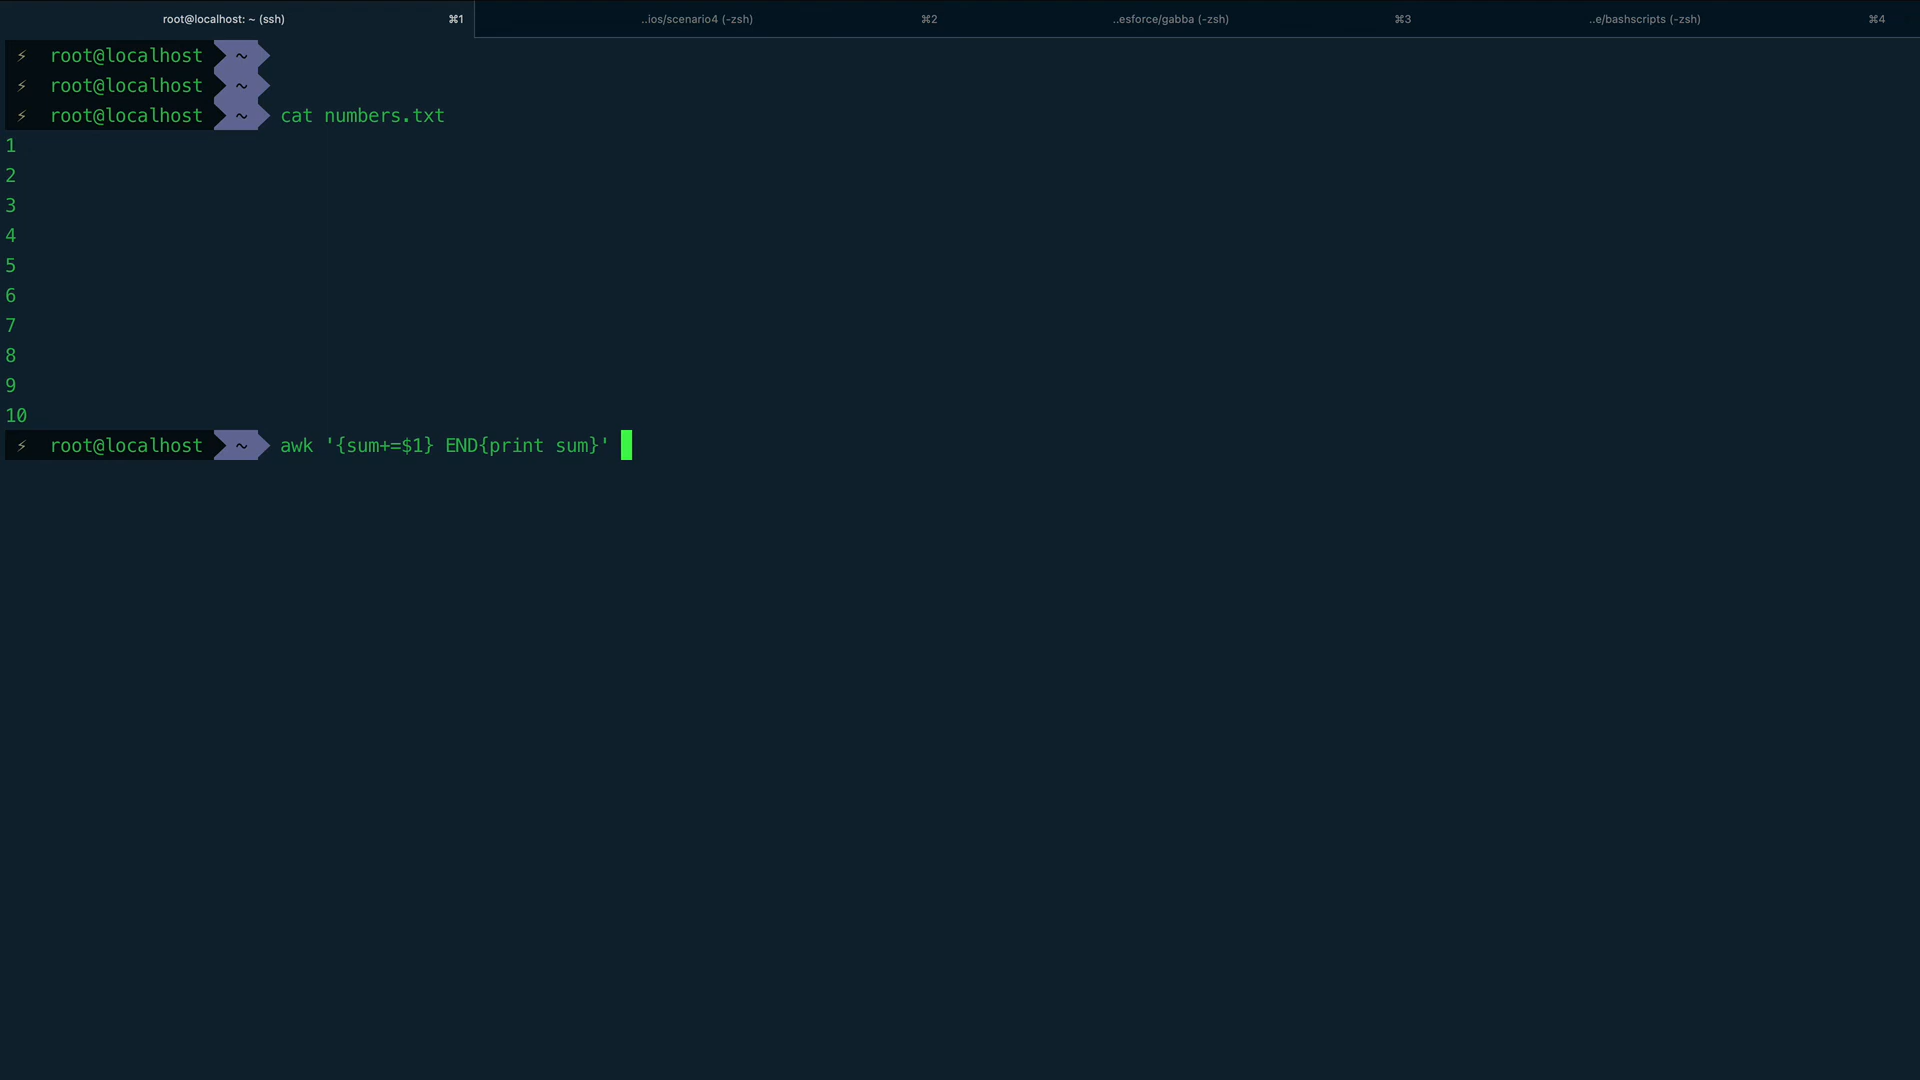 root@localhost: ~ (ssh) ⌘1 ..ios/scenario4 (-zsh) ⌘2 ..esforce/gabba (-zsh) ⌘3 ..e/bashscripts (-zsh) ⌘4
⚡ root@localhost ~
⚡ root@localhost ~
⚡ root@localhost ~ cat numbers.txt
1
2
3
4
5
6
7
8
9
10
⚡ root@localhost ~ awk '{sum+=$1} END{print sum}'